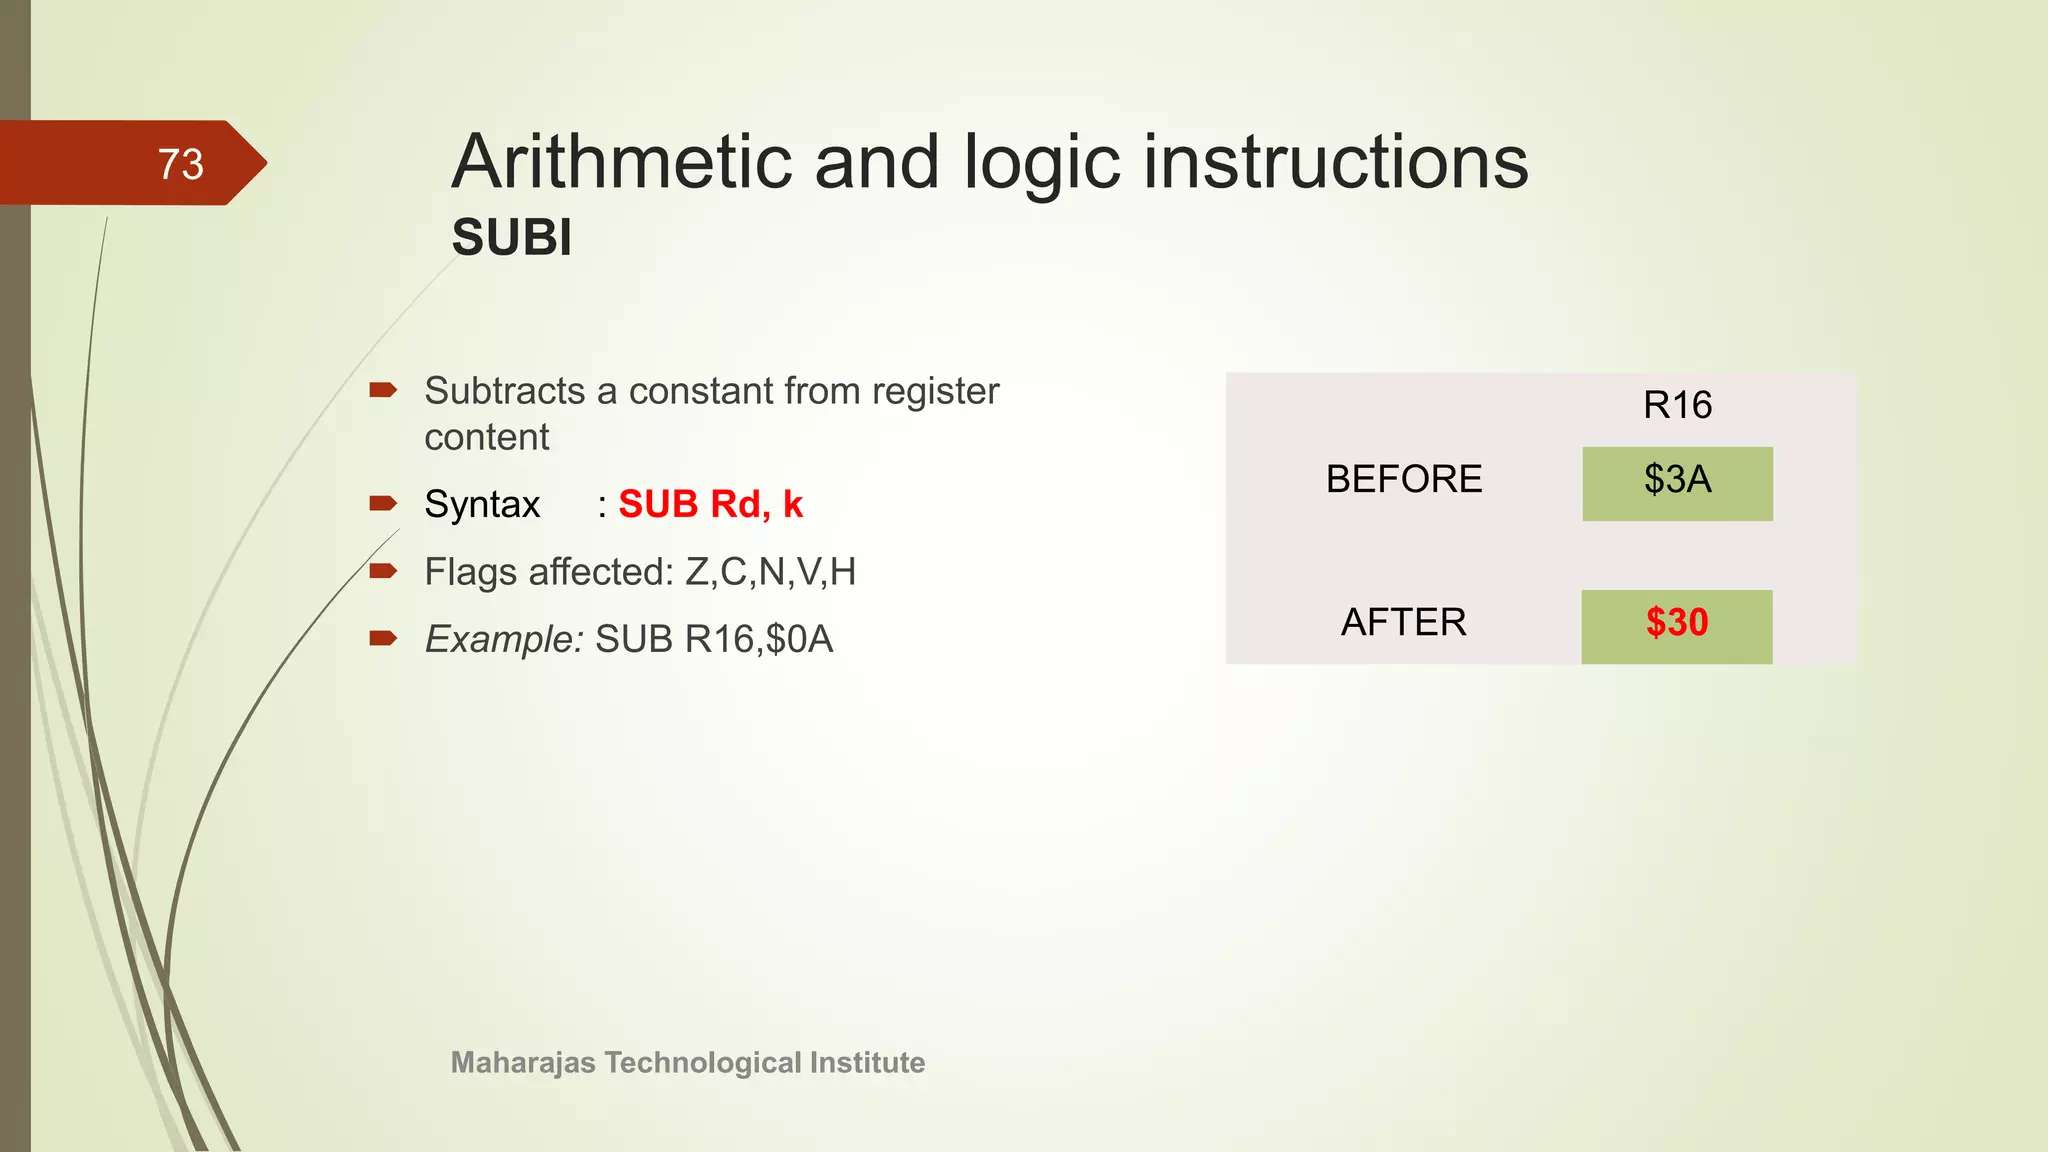 73
Arithmetic and logic instructions
SUBI
Subtracts a constant from register
content
Syntax : SUB Rd, k
Flags affected: Z,C,N,V,H
Example: SUB R16,$0A
R16
BEFORE $3A
AFTER $30
Maharajas Technological Institute